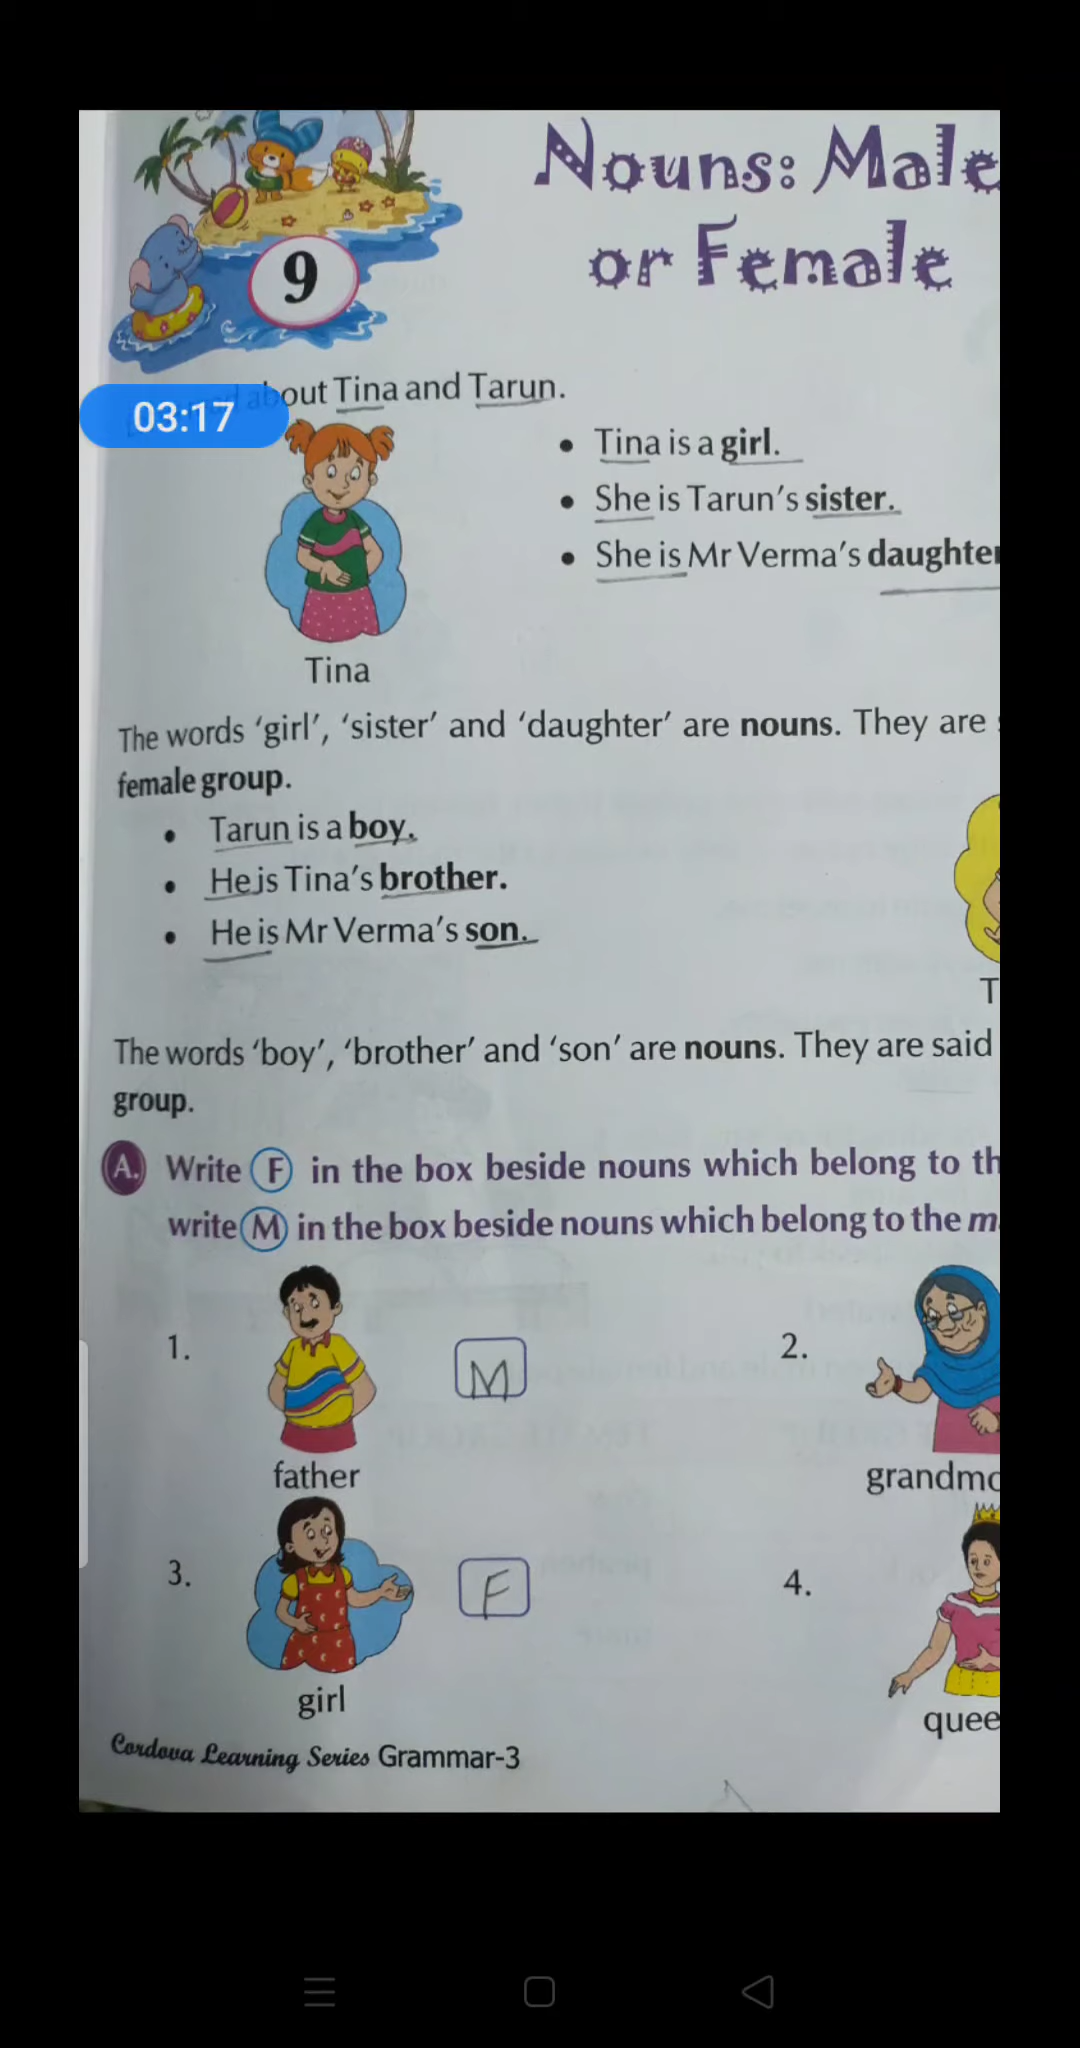 Nouns: Male
or Female
9
about Tina and Tarun.
03:17
• Tina is a girl.
• She is Tarun's sister.
• She is Mr Verma's daughter
Tina
The words 'girl', 'sister' and 'daughter' are nouns. They are
female group.
• Tarun is a boy.
• He is Tina's brother.
• He is Mr Verma's son.
The words 'boy', 'brother' and 'son' are nouns. They are said
group.
A. Write F in the box beside nouns which belong to th
write M in the box beside nouns which belong to the m
1.
M
father
2.
grandmo
3.
F
girl
4.
quee
Cordova Learning Series Grammar-3